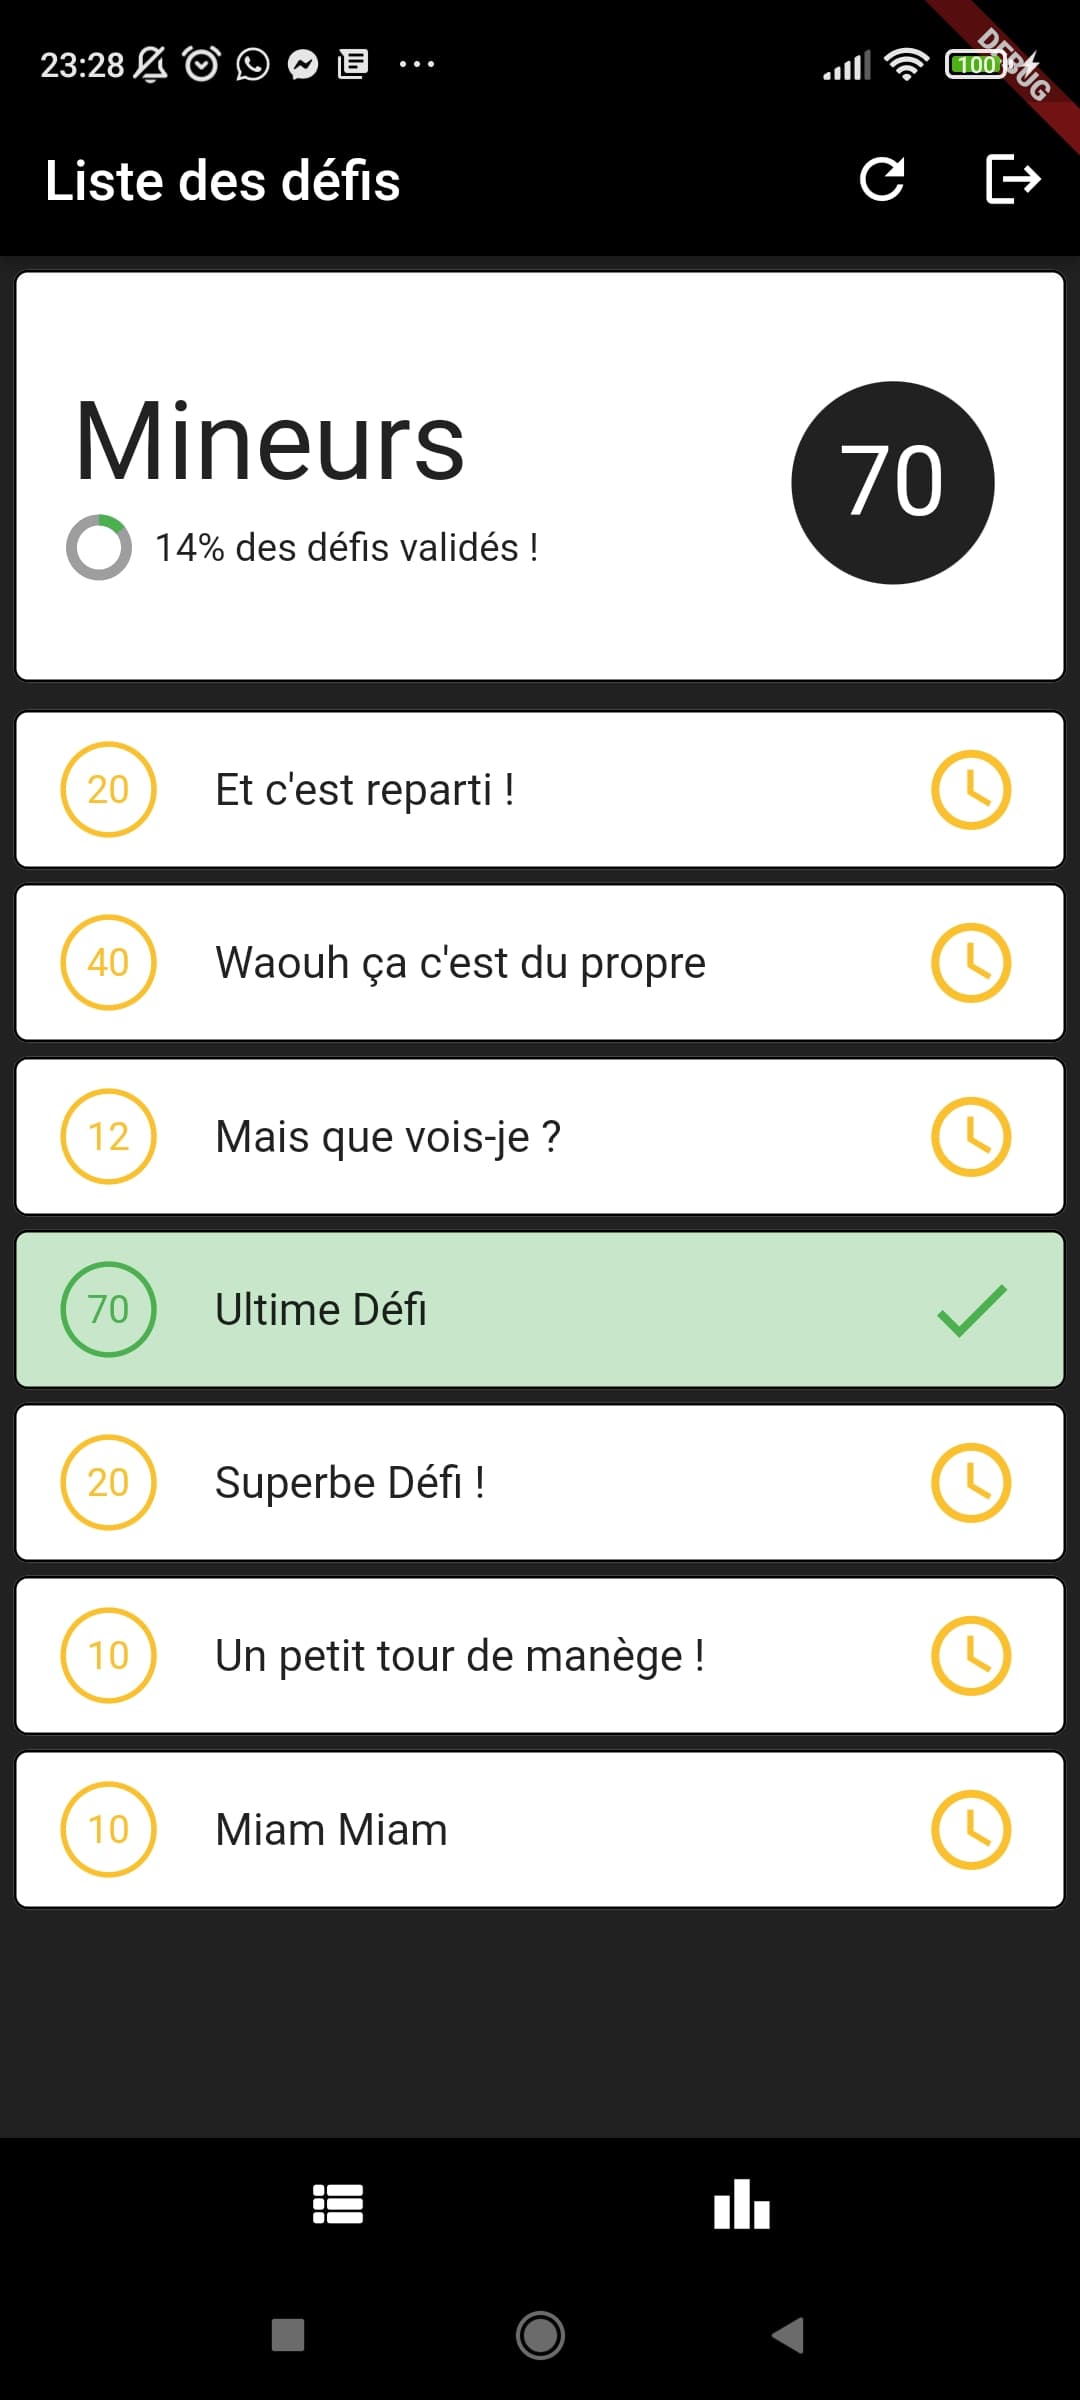 23:28
100
DEBUG
Liste des défis
Mineurs
70
14% des défis validés !
20 Et c'est reparti !
40 Waouh ça c'est du propre
12 Mais que vois-je ?
70 Ultime Défi
20 Superbe Défi !
10 Un petit tour de manège !
10 Miam Miam